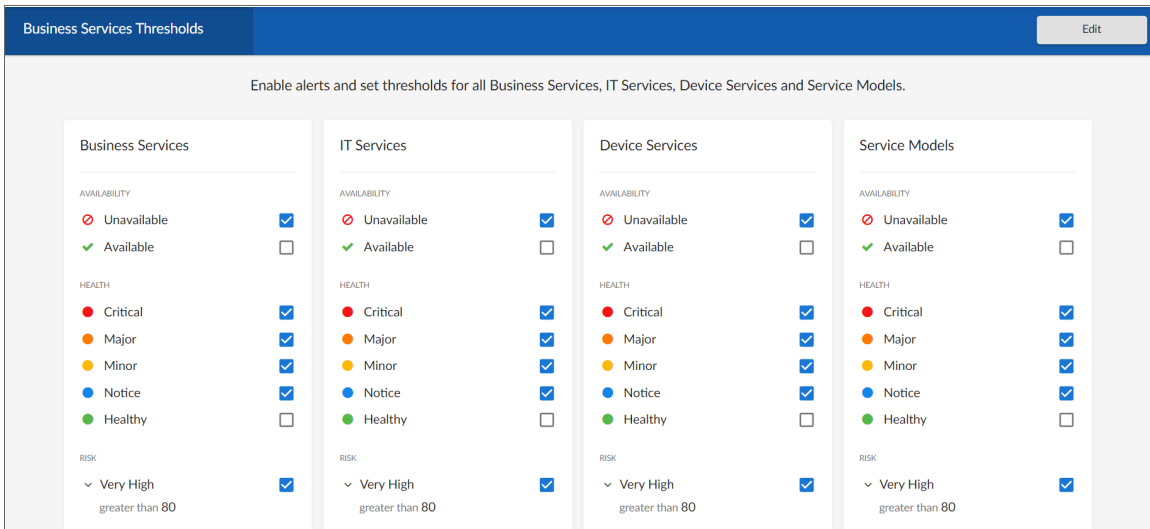 Business Services Thresholds
Edit
Enable alerts and set thresholds for all Business Services, IT Services, Device Services and Service Models.
Business Services
AVAILABILITY
Unavailable
Available
HEALTH
Critical
Major
Minor
Notice
Healthy
RISK
Very High
greater than 80
IT Services
AVAILABILITY
Unavailable
Available
HEALTH
Critical
Major
Minor
Notice
Healthy
RISK
Very High
greater than 80
Device Services
AVAILABILITY
Unavailable
Available
HEALTH
Critical
Major
Minor
Notice
Healthy
RISK
Very High
greater than 80
Service Models
AVAILABILITY
Unavailable
Available
HEALTH
Critical
Major
Minor
Notice
Healthy
RISK
Very High
greater than 80